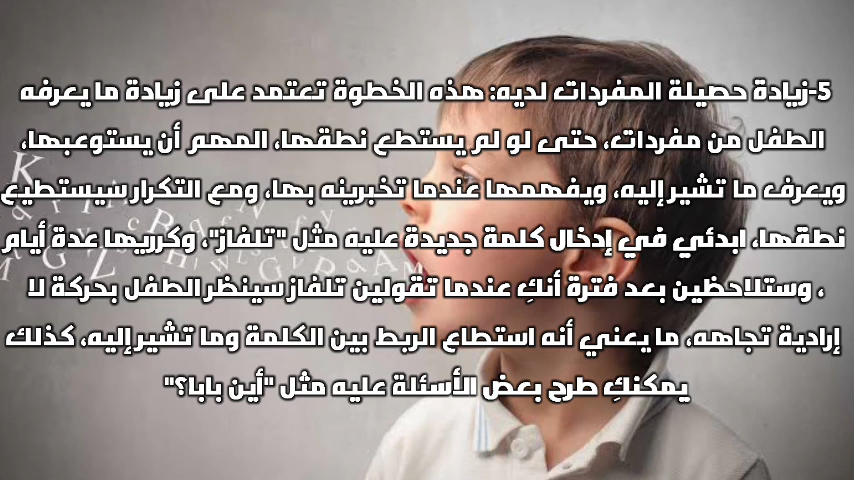 5-زيادة حصيلة المفردات لديه: هذه الخطوة تعتمد على زيادة ما يعرفه
الطفل من مفردات، حتى لو لم يستطع نطقها، المهم أن يستوعبها،
ويعرف ما تشير إليه، ويفهمها عندما تخبرينه بها، ومع التكرار سيستطيع
نطقها، ابدئي في إدخال كلمة جديدة عليه مثل "تلفاز"، وكرريها عدة أيام
، وستلاحظين بعد فترة أنكِ عندما تقولين تلفاز سينظر الطفل بحركة لا
إرادية تجاهه، ما يعني أنه استطاع الربط بين الكلمة وما تشير إليه، كذلك
يمكنكِ طرح بعض الأسئلة عليه مثل "أين بابا؟"